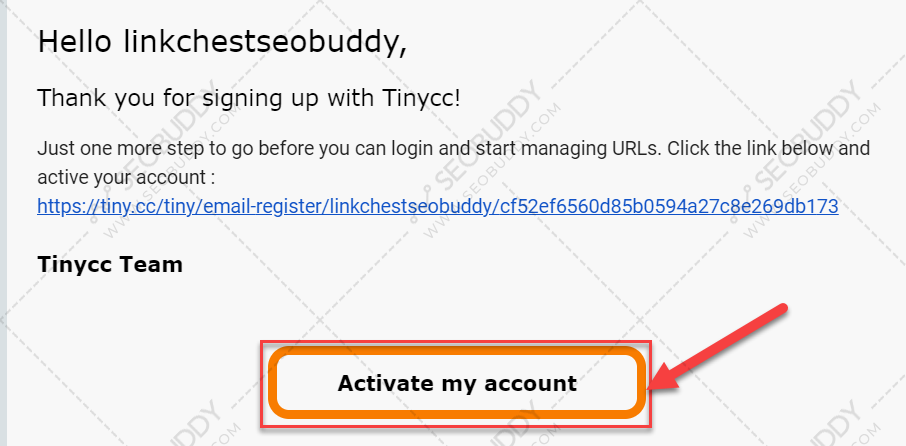 Hello linkchestseobuddy,
Thank you for signing up with Tinycc!
Just one more step to go before you can login and start managing URLs. Click the link below and
active your account :
https://tiny.cc/tiny/email-register/linkchestseobuddy/cf52ef6560d85b0594a27c8e269db173
Tinycc Team
Activate my account
SEOBUDDY
WWW.SEOBUDDY.COM